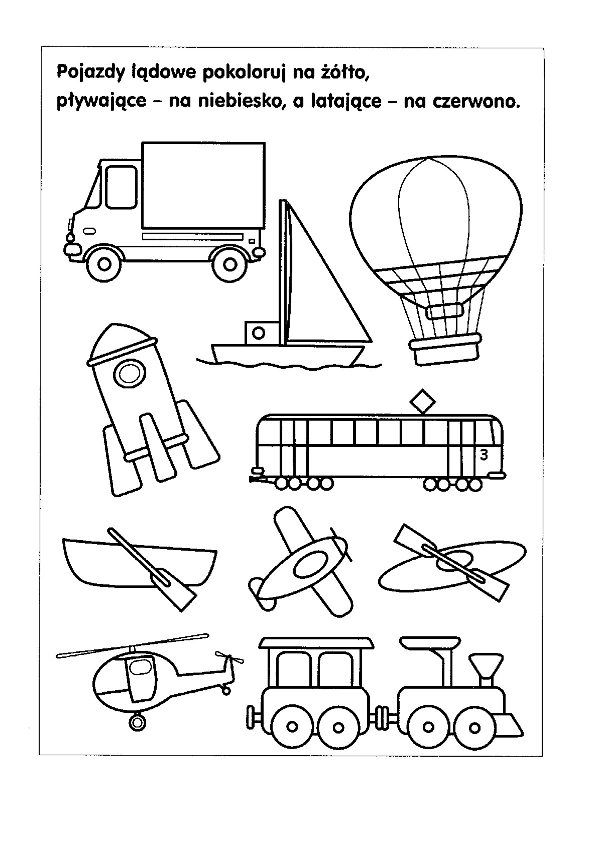 Pojazdy lądowe pokoloruj na żółto,
pływające – na niebiesko, a latające – na czerwono.
3